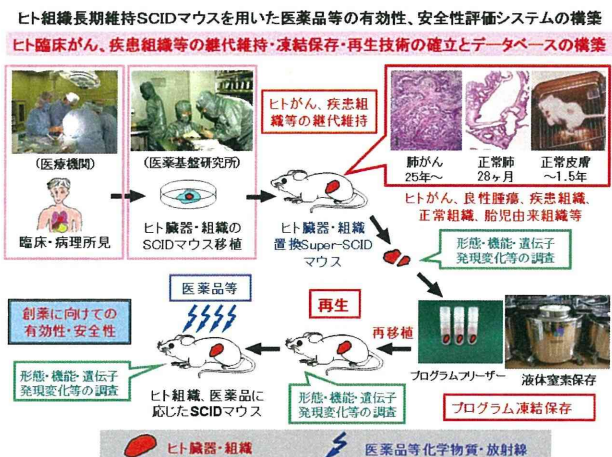 ヒト組織長期維持SCIDマウスを用いた医薬品等の有効性、安全性評価システムの構築
ヒト臨床がん、疾患組織等の継代維持・凍結保存・再生技術の確立とデータベースの構築
(医療機関)
臨床・病理所見
(医薬基盤研究所)
ヒト臓器・組織の
SCIDマウス移植
ヒトがん、疾患組
織等の継代維持
ヒト臓器・組織
置換Super-SCID
マウス
肺がん
25年~
正常肺
28ヶ月
正常皮膚
~1.5年
ヒトがん、良性腫瘍、疾患組織、
正常組織、胎児由来組織等
形態・機能・遺伝子
発現変化等の調査
プログラムフリーザー
液体窒素保存
プログラム凍結保存
再移植
再生
形態・機能・遺伝子
発現変化等の調査
医薬品等
ヒト組織、医薬品に
応じたSCIDマウス
創薬に向けての
有効性・安全性
形態・機能・遺伝子
発現変化等の調査
ヒト臓器・組織
医薬品等化学物質・放射線